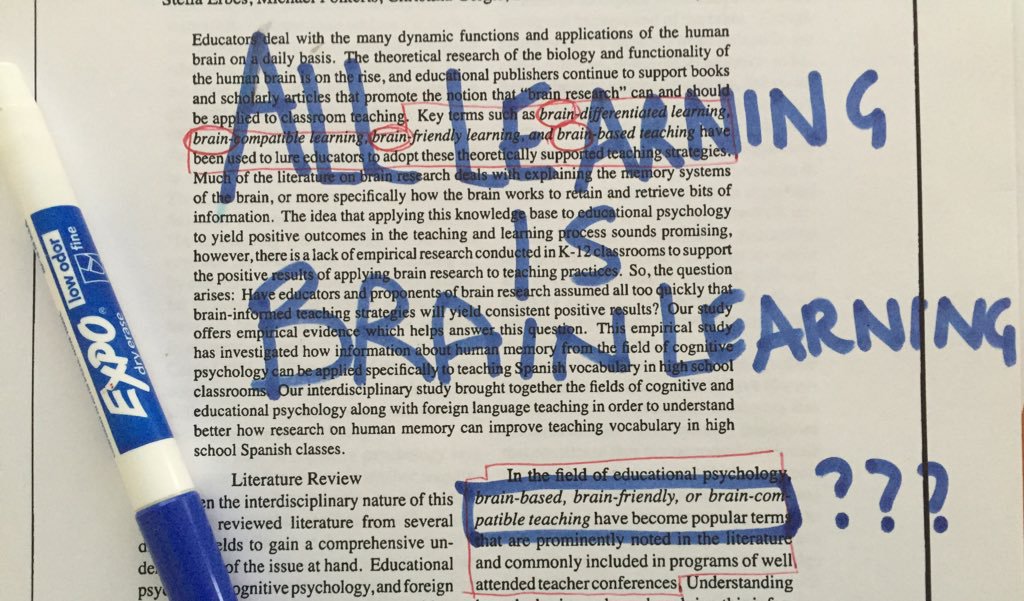 Stella Erbes, Michael Folkerts, Christina
Educators deal with the many dynamic functions and applications of the human
brain on a daily basis. The theoretical research of the biology and functionality of
the human brain is on the rise, and educational publishers continue to support books
and scholarly articles that promote the notion that "brain research" can and should
be applied to classroom teaching. Key terms such as brain-differentiated learning,
brain-compatible learning, brain-friendly learning, and brain-based teaching have
been used to lure educators to adopt these theoretically supported teaching strategies.
Much of the literature on brain research deals with explaining the memory systems
of the brain, or more specifically how the brain works to retain and retrieve bits of
information. The idea that applying this knowledge base to educational psychology
to yield positive outcomes in the teaching and learning process sounds promising,
however, there is a lack of empirical research conducted in K-12 classrooms to support
the positive results of applying brain research to teaching practices. So, the question
arises: Have educators and proponents of brain research assumed all too quickly that
brain-informed teaching strategies will yield consistent positive results? Our study
offers empirical evidence which helps answer this question. This empirical study
has investigated how information about human memory from the field of cognitive
psychology can be applied specifically to teaching Spanish vocabulary in high school
classrooms. Our interdisciplinary study brought together the fields of cognitive and
educational psychology along with foreign language teaching in order to understand
better how research on human memory can improve teaching vocabulary in high
school Spanish classes.
ALL LEARNING
IS
BRAIN LEARNING
???
EXPO
dry erase
low odor
fine
Literature Review
en the interdisciplinary nature of this
reviewed literature from several
elds to gain a comprehensive un-
of the issue at hand. Educational
ognitive psychology, and foreign
In the field of educational psychology,
brain-based, brain-friendly, or brain-com-
patible teaching have become popular terms
that are prominently noted in the literature
and commonly included in programs of well
attended teacher conferences. Understanding